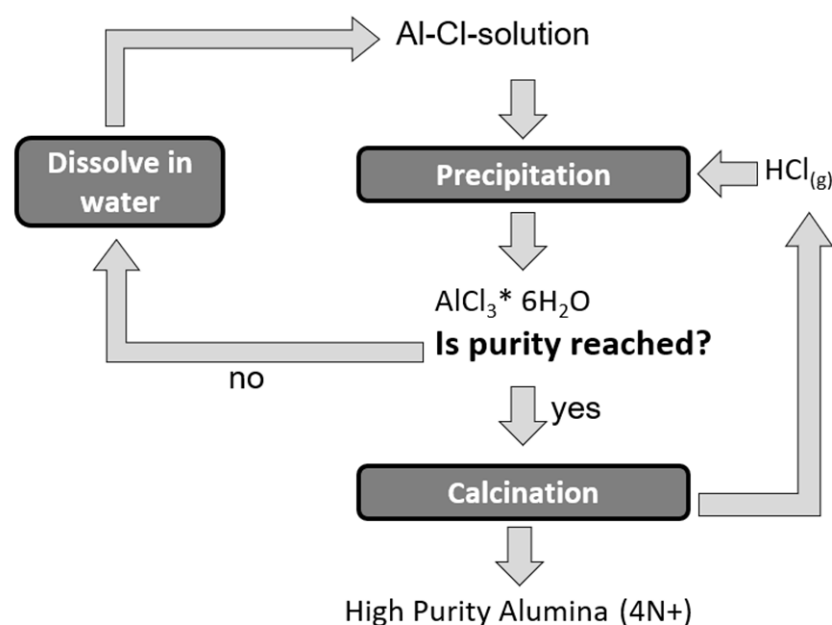 Al-Cl-solution
Dissolve in
water
Precipitation
HCl(g)
AlCl3* 6H2O
Is purity reached?
no
yes
Calcination
High Purity Alumina (4N+)